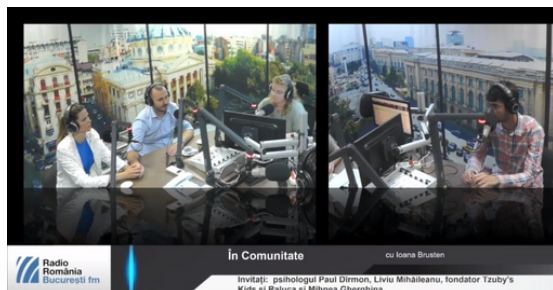 Radio
România
București fm
În Comunitate
cu Ioana Brusten
Invitați: psihologul Paul Dirmon, Liviu Mihăileanu, fondator Tzuby's
Kids și Raluca și Mihnea Gherghina